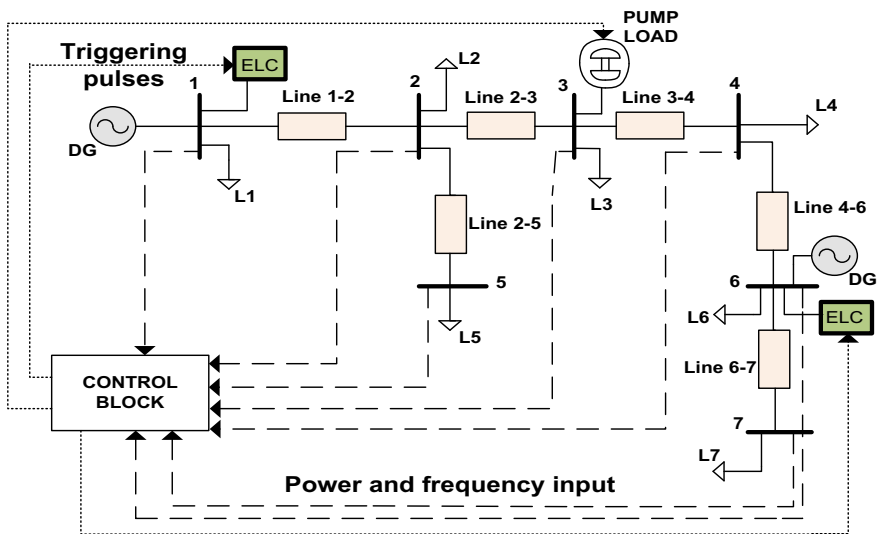 PUMP
LOAD
Triggering
pulses
ELC
L2
1
2
3
4
Line 1-2
Line 2-3
Line 3-4
L4
DG
L1
L3
Line 2-5
Line 4-6
5
6
DG
L5
L6
ELC
CONTROL
BLOCK
Line 6-7
7
L7
Power and frequency input